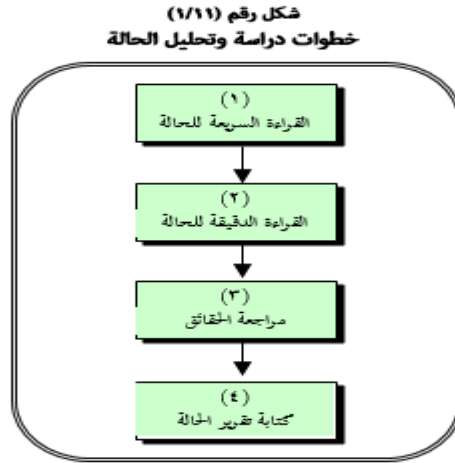 شكل رقم (١/١١)
خطوات دراسة وتحليل الحالة
(١)
القراءة السريعة للحالة
(٢)
القراءة الدقيقة للحالة
(٣)
مراجعة الحقائق
(٤)
كتابة تقرير الحالة